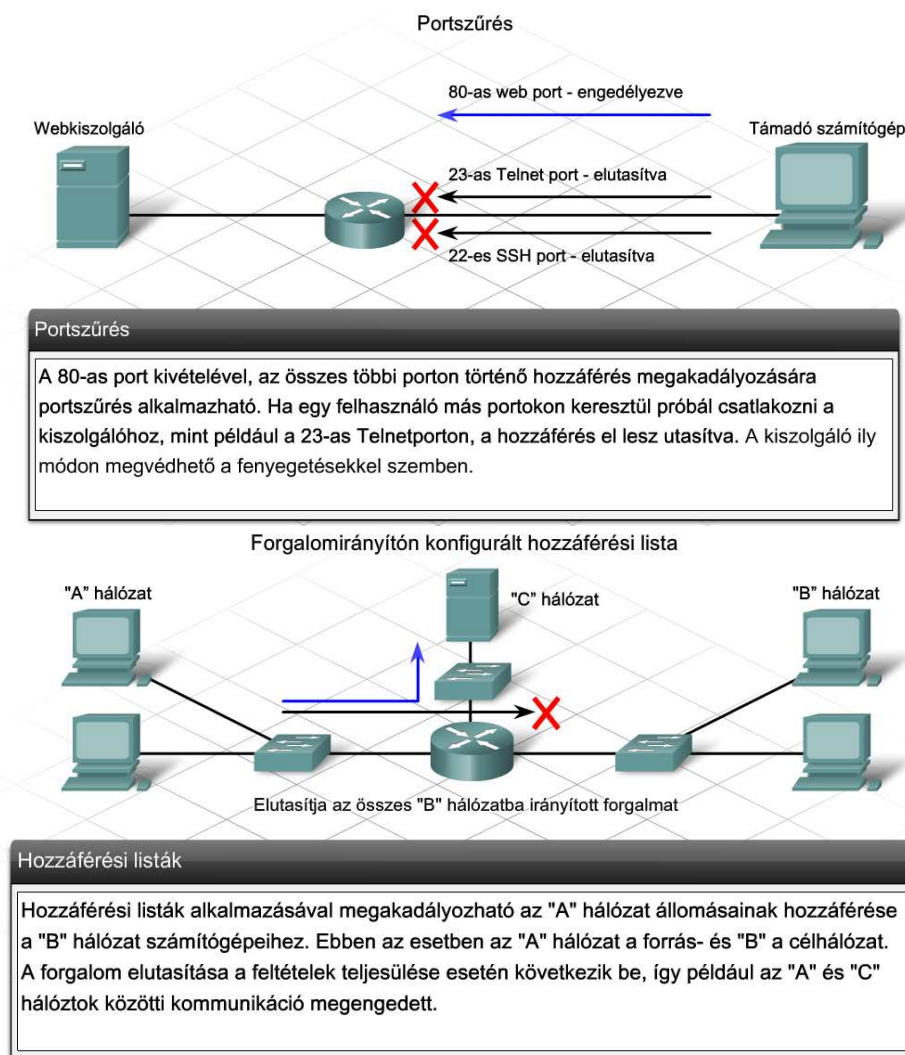 Portszűrés
80-as web port - engedélyezve
Webkiszolgáló
Támadó számítógép
23-as Telnet port - elutasítva
22-es SSH port - elutasítva
Portszűrés
A 80-as port kivételével, az összes többi porton történő hozzáférés megakadályozására
portszűrés alkalmazható. Ha egy felhasználó más portokon keresztül próbál csatlakozni a
kiszolgálóhoz, mint például a 23-as Telnetporton, a hozzáférés el lesz utasítva. A kiszolgáló ily
módon megvédhető a fenyegetésekkel szemben.
Forgalomirányítón konfigurált hozzáférési lista
"A" hálózat
"C" hálózat
"B" hálózat
Elutasítja az összes "B" hálózatba irányított forgalmat
Hozzáférési listák
Hozzáférési listák alkalmazásával megakadályozható az "A" hálózat állomásainak hozzáférése
a "B" hálózat számítógépeihez. Ebben az esetben az "A" hálózat a forrás- és "B" a célhálózat.
A forgalom elutasítása a feltételek teljesülése esetén következik be, így például az "A" és "C"
hálóztok közötti kommunikáció megengedett.